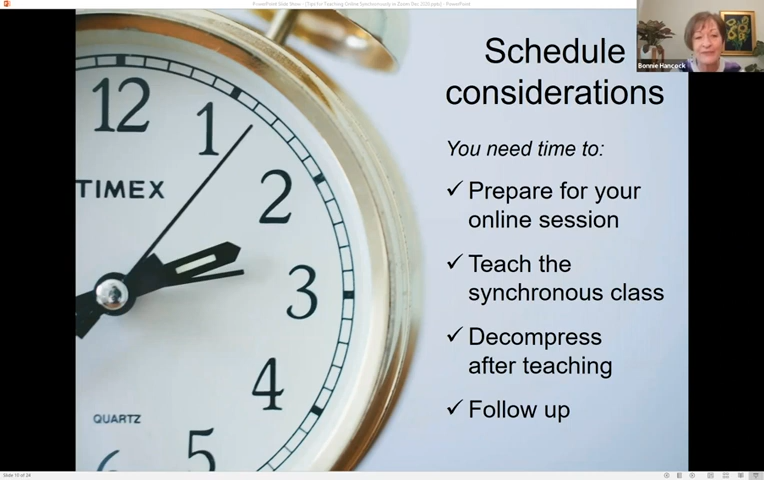 PowerPoint Slide Show - [Tips for Teaching Online Synchronously w Zoom Dec 2020.pptx] - PowerPoint
Bonnie Hancock
Schedule
considerations
You need time to:
✓ Prepare for your
online session
✓ Teach the
synchronous class
✓ Decompress
after teaching
✓ Follow up
12
1
2
TIMEX
3
4
QUARTZ
5
6
Slide 10 of 24